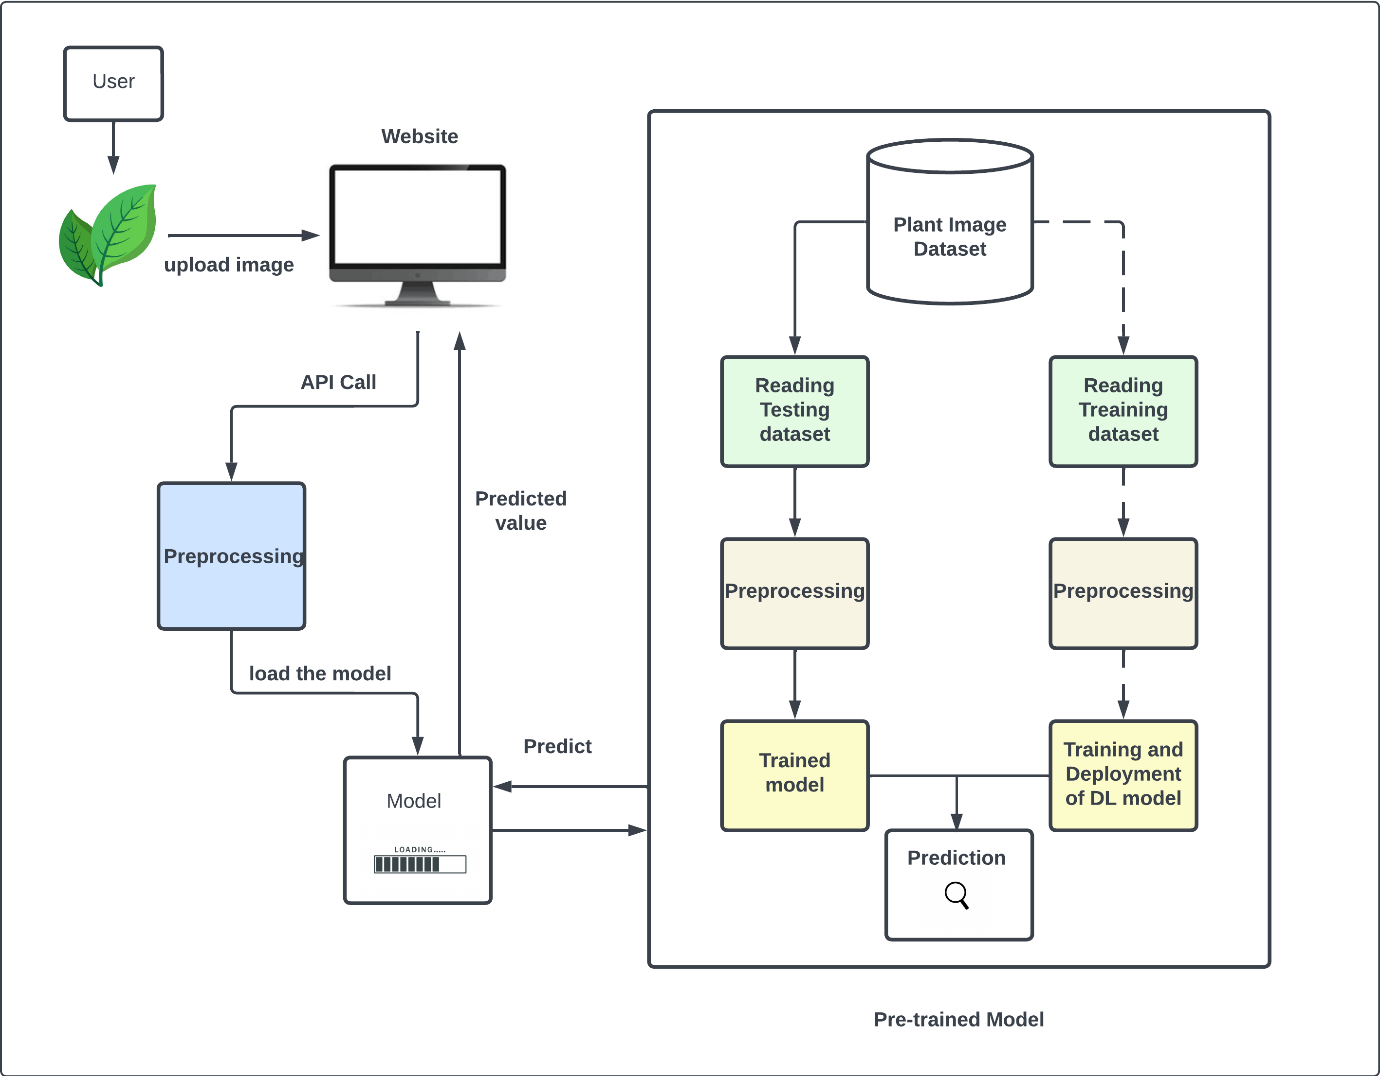 User
Website
upload image
API Call
Preprocessing
load the model
Predicted
value
Model
LOADING.....
Predict
Plant Image
Dataset
Reading
Testing
dataset
Reading
Treaining
dataset
Preprocessing
Preprocessing
Trained
model
Training and
Deployment
of DL model
Prediction
Pre-trained Model